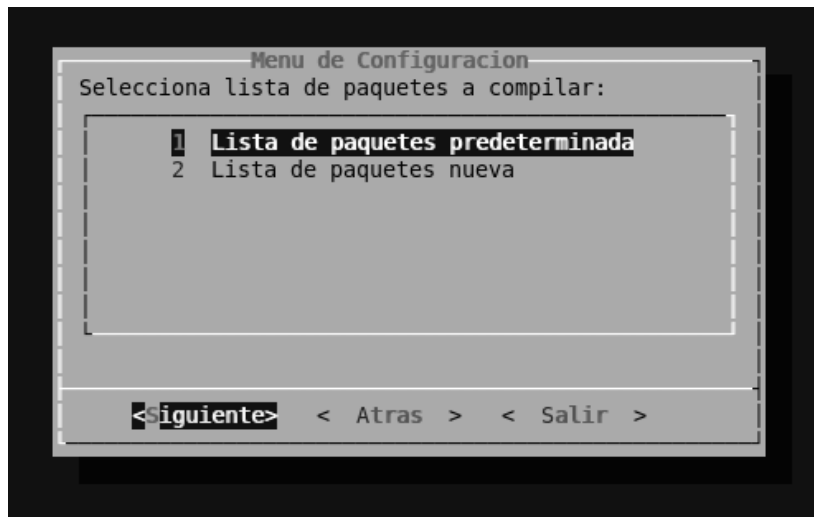 Menu de Configuracion
Selecciona lista de paquetes a compilar:
1 Lista de paquetes predeterminada
2 Lista de paquetes nueva
<Siguiente> < Atras > < Salir >